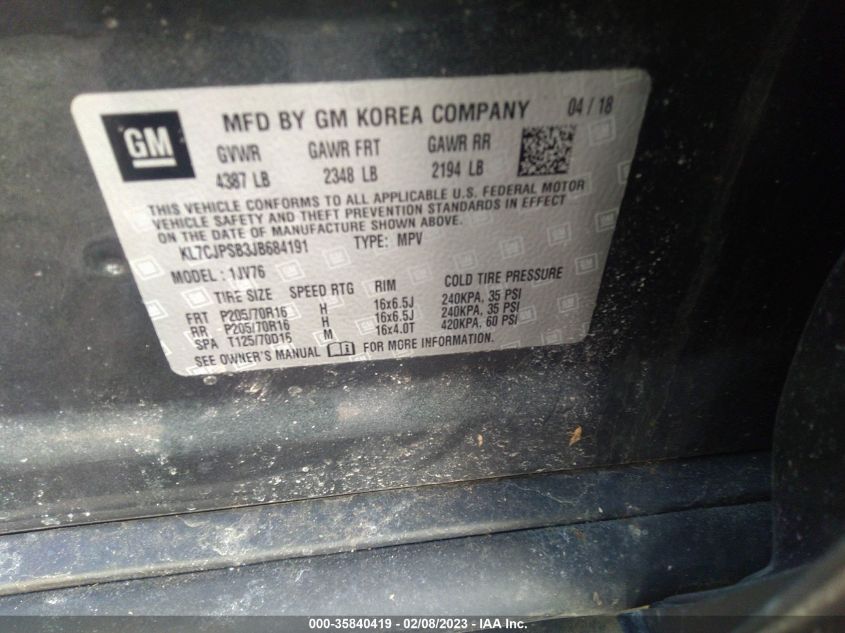 GM
MFD BY GM KOREA COMPANY 04 / 18
GVWR GAWR FRT GAWR RR
4387 LB 2348 LB 2194 LB
THIS VEHICLE CONFORMS TO ALL APPLICABLE U.S. FEDERAL MOTOR
VEHICLE SAFETY AND THEFT PREVENTION STANDARDS IN EFFECT
ON THE DATE OF MANUFACTURE SHOWN ABOVE.
KL7CJPSB3JB684191 TYPE: MPV
MODEL: 1JV76
TIRE SIZE SPEED RTG RIM COLD TIRE PRESSURE
FRT P205/70R16 H 16x6.5J 240KPA, 35 PSI
RR P205/70R16 H 16x6.5J 240KPA, 35 PSI
SPA T125/70D16 M 16x4.0T 420KPA, 60 PSI
SEE OWNER'S MANUAL FOR MORE INFORMATION.
000-35840419 - 02/08/2023 - IAA Inc.